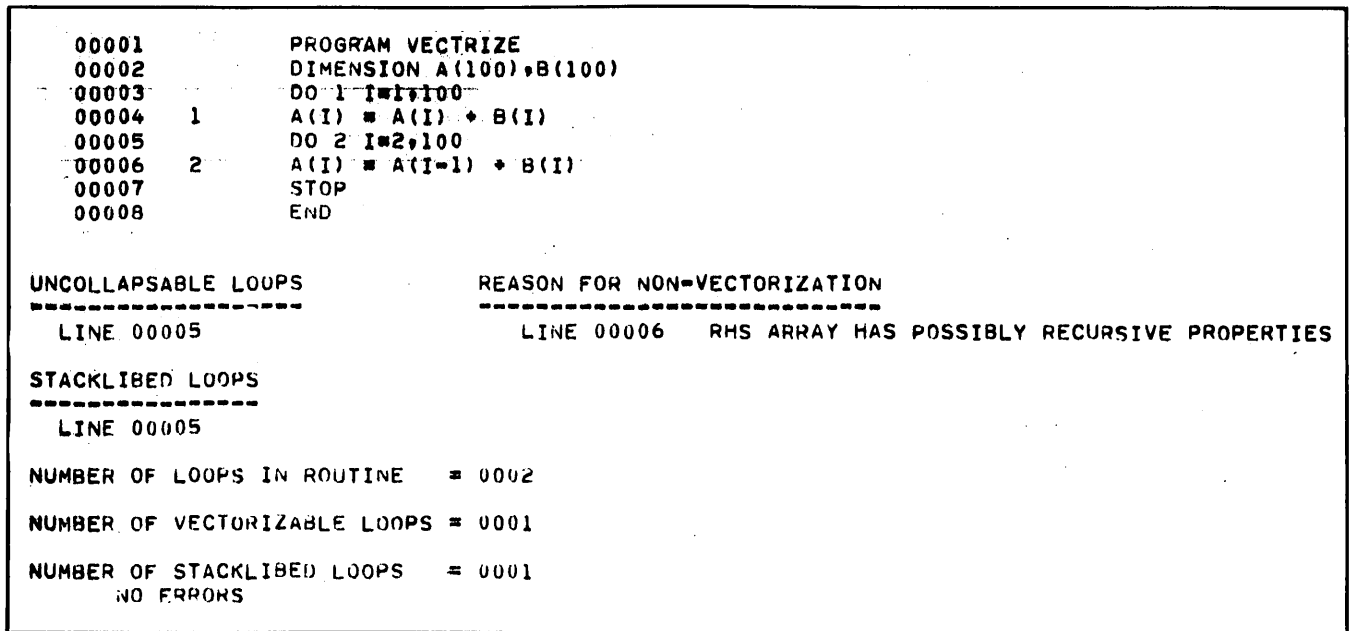 00001 PROGRAM VECTRIZE
00002 DIMENSION A(100),B(100)
00003 DO 1 I=1,100
00004 1 A(I) = A(I) + B(I)
00005 DO 2 I=2,100
00006 2 A(I) = A(I-1) + B(I)
00007 STOP
00008 END
UNCOLLAPSABLE LOOPS REASON FOR NON-VECTORIZATION
------------------- ----------------------------
LINE 00005 LINE 00006 RHS ARRAY HAS POSSIBLY RECURSIVE PROPERTIES
STACKLIBED LOOPS
----------------
LINE 00005
NUMBER OF LOOPS IN ROUTINE = 0002
NUMBER OF VECTORIZABLE LOOPS = 0001
NUMBER OF STACKLIBED LOOPS = 0001
NO ERRORS